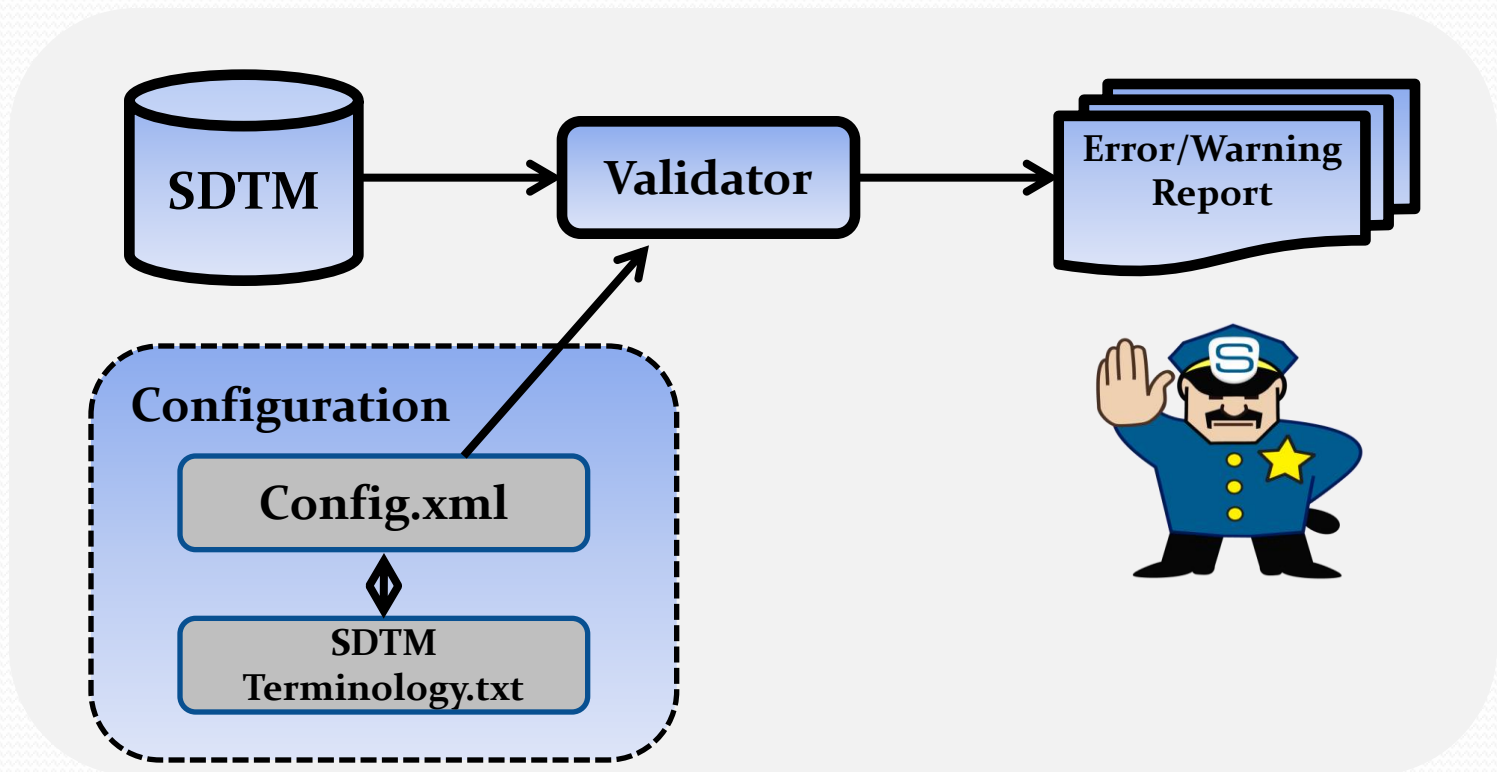 SDTM
Validator
Error/Warning
Report
Configuration
Config.xml
SDTM
Terminology.txt
S